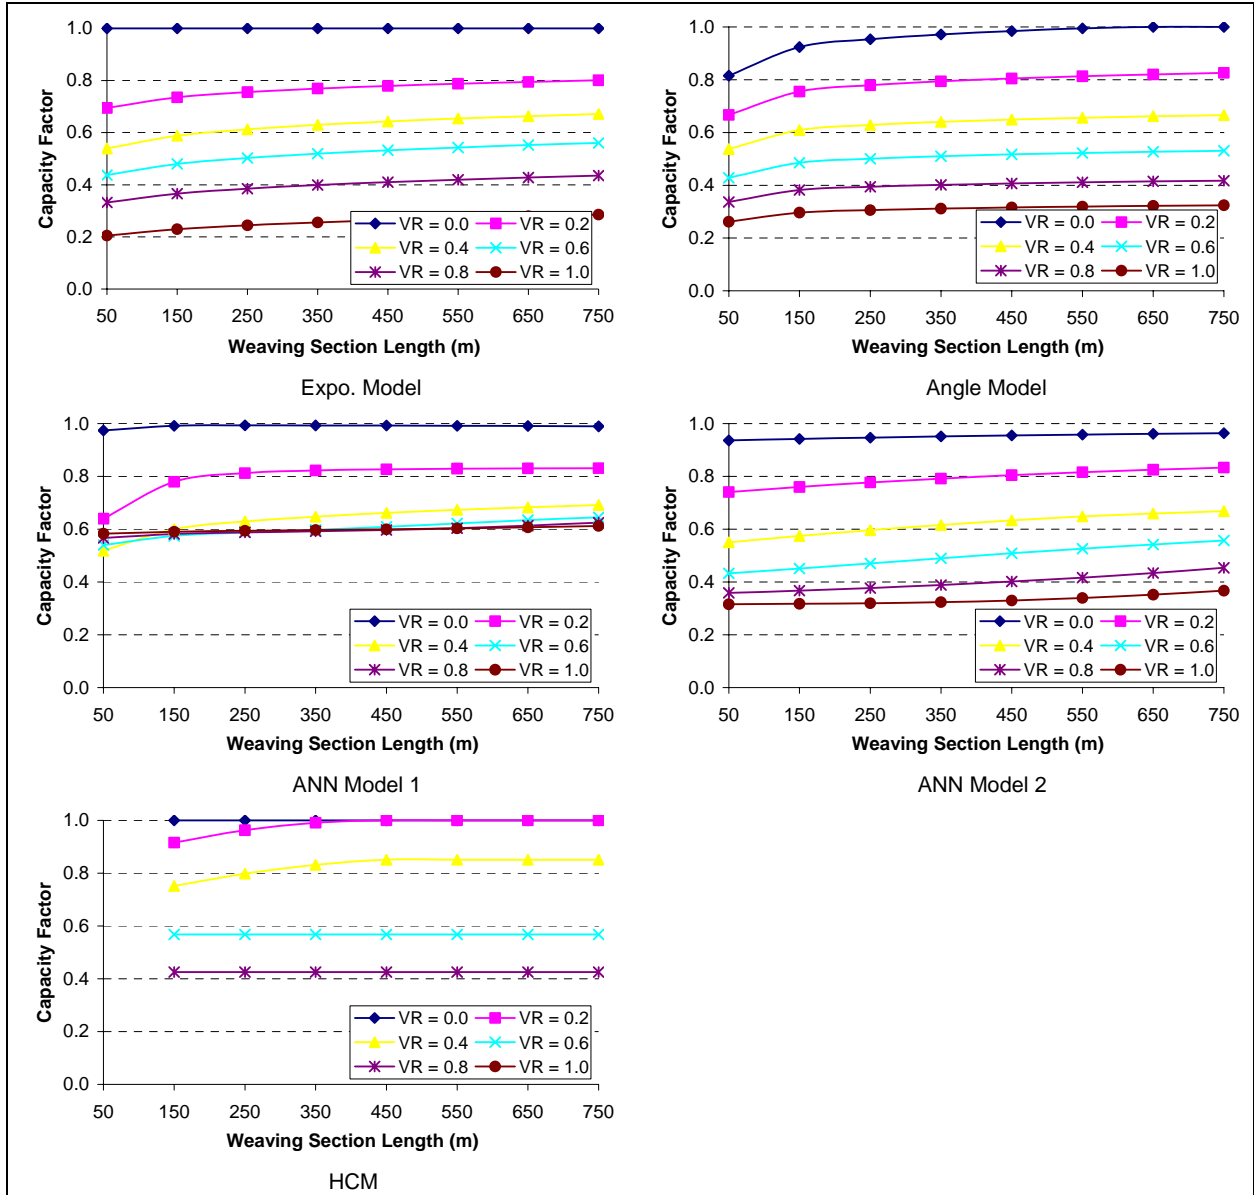 1.0
0.8
0.6
0.4
0.2
0.0
Capacity Factor
VR = 0.0 VR = 0.2
VR = 0.4 VR = 0.6
VR = 0.8 VR = 1.0
50 150 250 350 450 550 650 750
Weaving Section Length (m)
Expo. Model
1.0
0.8
0.6
0.4
0.2
0.0
Capacity Factor
VR = 0.0 VR = 0.2
VR = 0.4 VR = 0.6
VR = 0.8 VR = 1.0
50 150 250 350 450 550 650 750
Weaving Section Length (m)
Angle Model
1.0
0.8
0.6
0.4
0.2
0.0
Capacity Factor
VR = 0.0 VR = 0.2
VR = 0.4 VR = 0.6
VR = 0.8 VR = 1.0
50 150 250 350 450 550 650 750
Weaving Section Length (m)
ANN Model 1
1.0
0.8
0.6
0.4
0.2
0.0
Capacity Factor
VR = 0.0 VR = 0.2
VR = 0.4 VR = 0.6
VR = 0.8 VR = 1.0
50 150 250 350 450 550 650 750
Weaving Section Length (m)
ANN Model 2
1.0
0.8
0.6
0.4
0.2
0.0
Capacity Factor
VR = 0.0 VR = 0.2
VR = 0.4 VR = 0.6
VR = 0.8 VR = 1.0
50 150 250 350 450 550 650 750
Weaving Section Length (m)
HCM